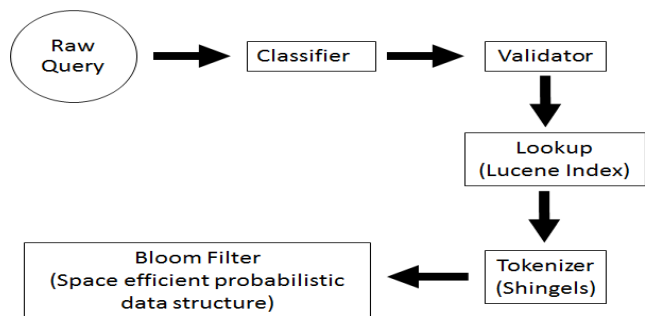 Raw
Query
Classifier
Validator
Lookup
(Lucene Index)
Tokenizer
(Shingels)
Bloom Filter
(Space efficient probabilistic
data structure)